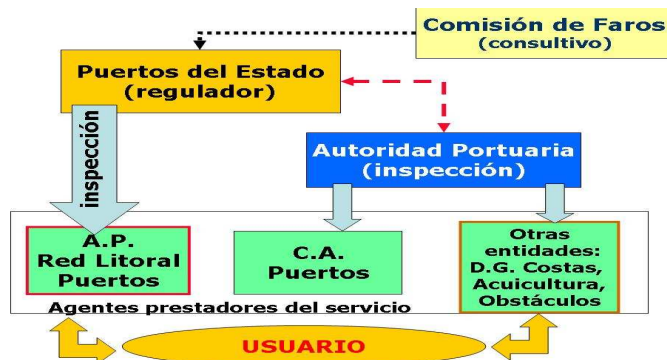 Comisión de Faros
(consultivo)
Puertos del Estado
(regulador)
inspección
Autoridad Portuaria
(inspección)
A.P.
Red Litoral
Puertos
C.A.
Puertos
Otras
entidades:
D.G. Costas,
Acuicultura,
Obstáculos
Agentes prestadores del servicio
USUARIO